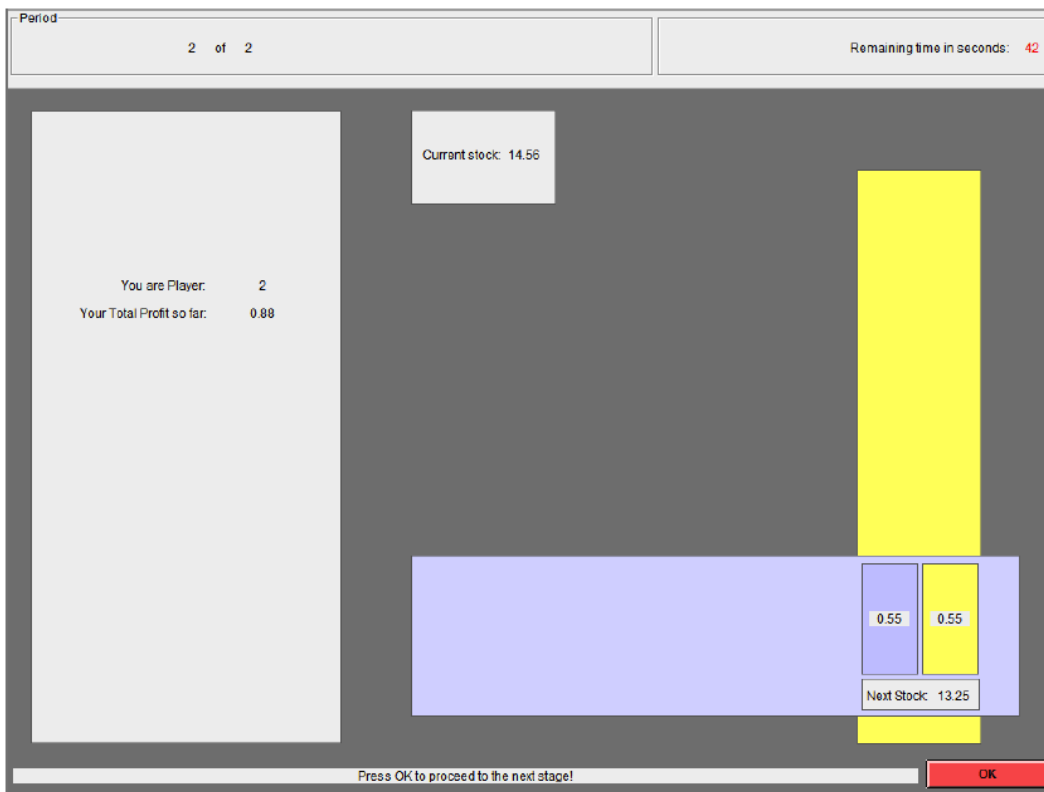 Period
2 of 2
Remaining time in seconds: 42
Current stock: 14.56
You are Player: 2
Your Total Profit so far: 0.88
0.55 0.55
Next Stock: 13.25
Press OK to proceed to the next stage!
OK